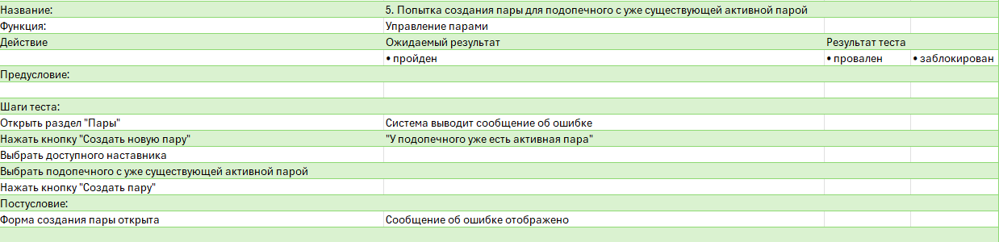 Название: 5. Попытка создания пары для подопечного с уже существующей активной парой
Функция: Управление парами
Действие Ожидаемый результат Результат теста
• пройден • провален • заблокирован
Предусловие:
Шаги теста:
Открыть раздел "Пары" Система выводит сообщение об ошибке
Нажать кнопку "Создать новую пару" "У подопечного уже есть активная пара"
Выбрать доступного наставника
Выбрать подопечного с уже существующей активной парой
Нажать кнопку "Создать пару"
Постусловие:
Форма создания пары открыта Сообщение об ошибке отображено